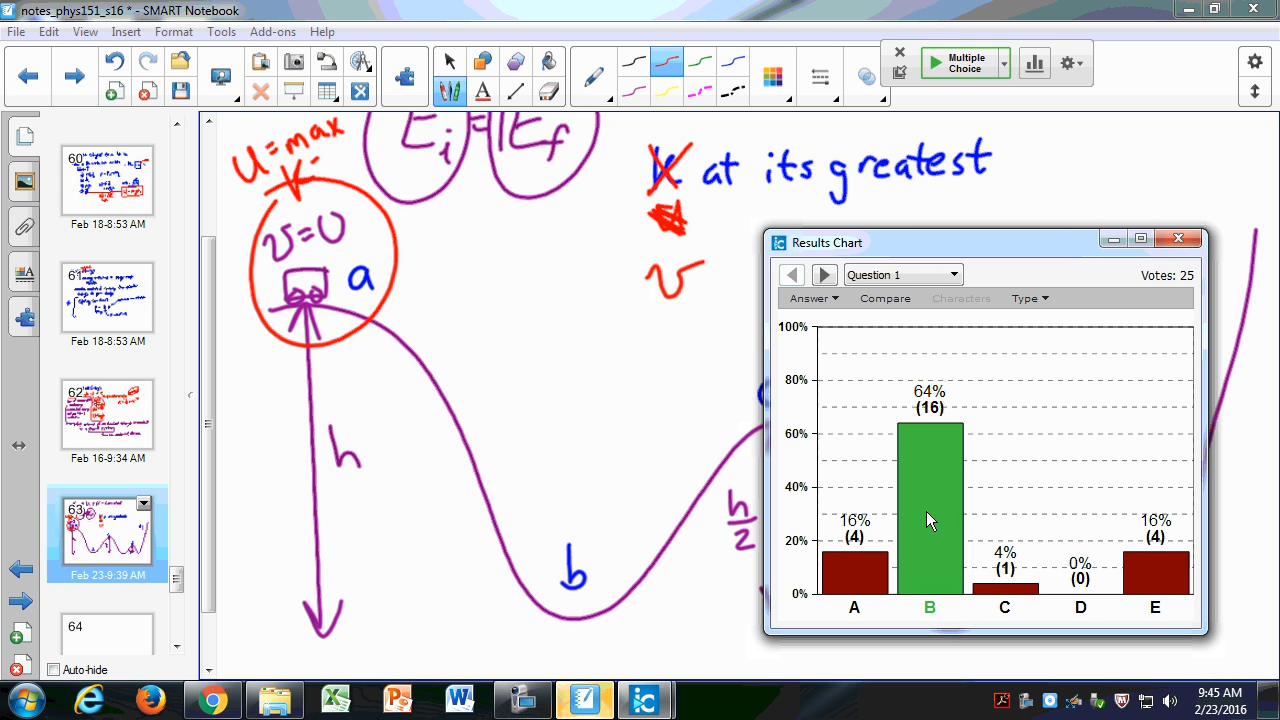 notes_phys151_s16 * - SMART Notebook
File Edit View Insert Format Tools Add-ons Help
Multiple
Choice
60
Feb 18-8:53 AM
61
Feb 18-8:53 AM
62
Feb 16-9:34 AM
63
Feb 23-9:39 AM
64
Auto-hide
Ei = Ef
U=max
K at its greatest
v=0
a
v
h
b
h/2
Results Chart
Question 1
Votes: 25
Answer Compare Characters Type
100%
80%
60%
40%
20%
0%
16%
(4)
64%
(16)
4%
(1)
0%
(0)
16%
(4)
A B C D E
9:45 AM
2/23/2016